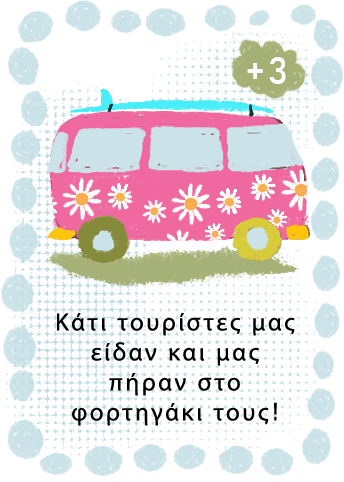 +3
Κάτι τουρίστες μας
είδαν και μας
πήραν στο
φορτηγάκι τους!